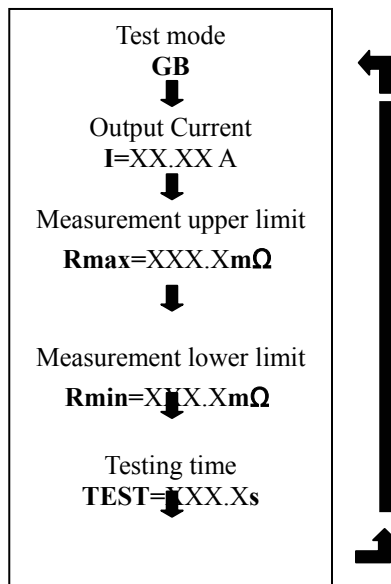 Test mode
GB
Output Current
I=XX.XX A
Measurement upper limit
Rmax=XXX.XmΩ
Measurement lower limit
Rmin=XXX.XmΩ
Testing time
TEST=XXX.Xs